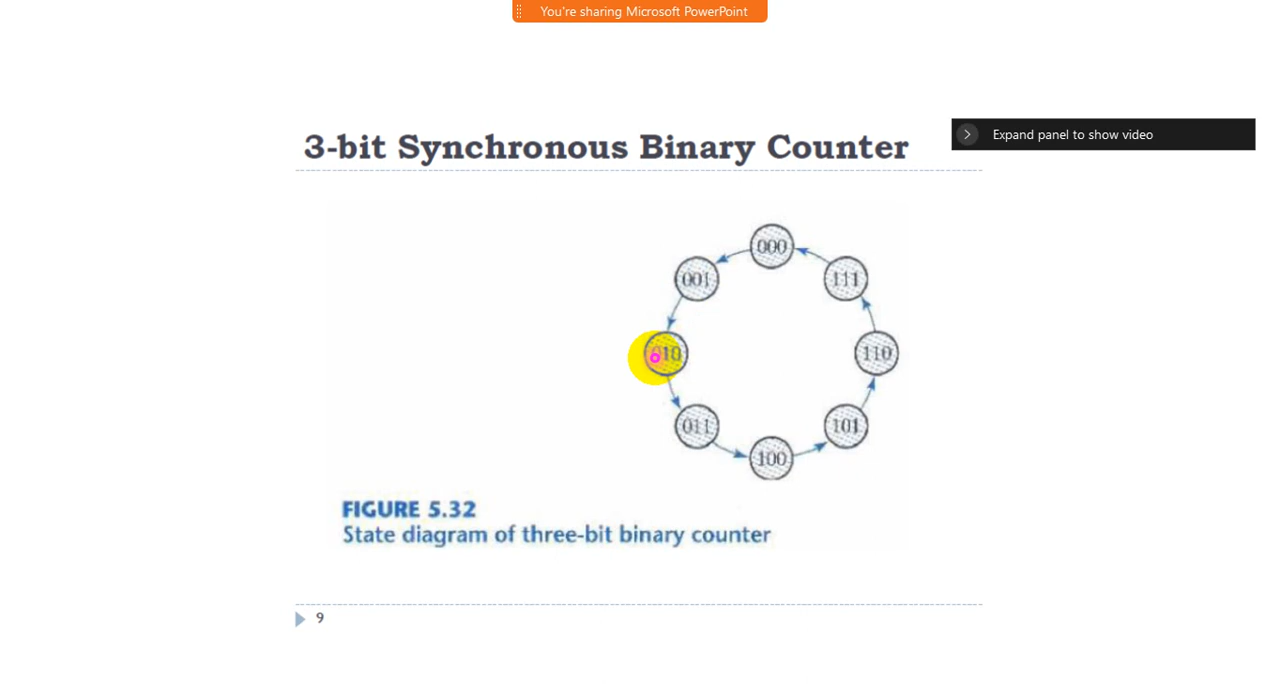 You're sharing Microsoft PowerPoint
3-bit Synchronous Binary Counter
Expand panel to show video
000
001
111
010
110
011
101
100
FIGURE 5.32
State diagram of three-bit binary counter
9